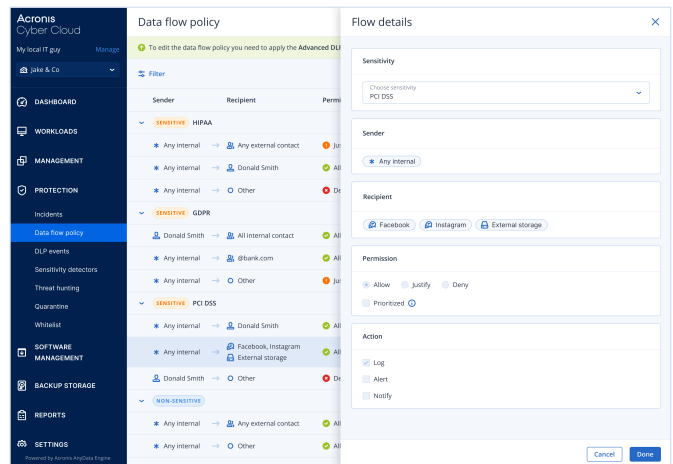 Acronis
Cyber Cloud
My local IT guy Manage
Jake & Co
DASHBOARD
WORKLOADS
MANAGEMENT
PROTECTION
Incidents
Data flow policy
DLP events
Sensitivity detectors
Threat hunting
Quarantine
Whitelist
SOFTWARE
MANAGEMENT
BACKUP STORAGE
REPORTS
SETTINGS
Powered by Acronis AnyData Engine
Data flow policy
To edit the data flow policy you need to apply the Advanced DL
Filter
Sender Recipient Permi
SENSITIVE HIPAA
Any internal → Any external contact Ju
Any internal → Donald Smith All
Any internal → Other De
SENSITIVE GDPR
Donald Smith → All internal contact All
Any internal → @bank.com All
Any internal → Other Ju
SENSITIVE PCI DSS
Any internal → Donald Smith All
Any internal → Facebook, Instagram All
External storage
Donald Smith → Other De
NON-SENSITIVE
Any internal → Any external contact All
Any internal → Other All
Flow details
Sensitivity
Choose sensitivity
PCI DSS
Sender
Any internal
Recipient
Facebook Instagram External storage
Permission
Allow Justify Deny
Prioritized
Action
Log
Alert
Notify
Cancel Done